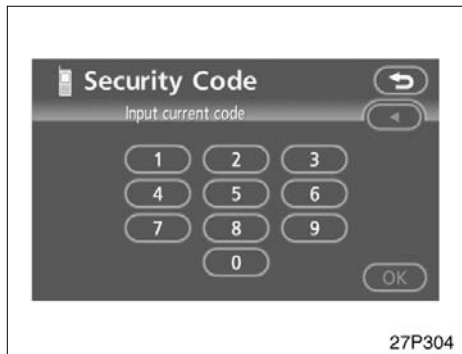 Security Code
Input current code
1 2 3
4 5 6
7 8 9
0
OK
27P304